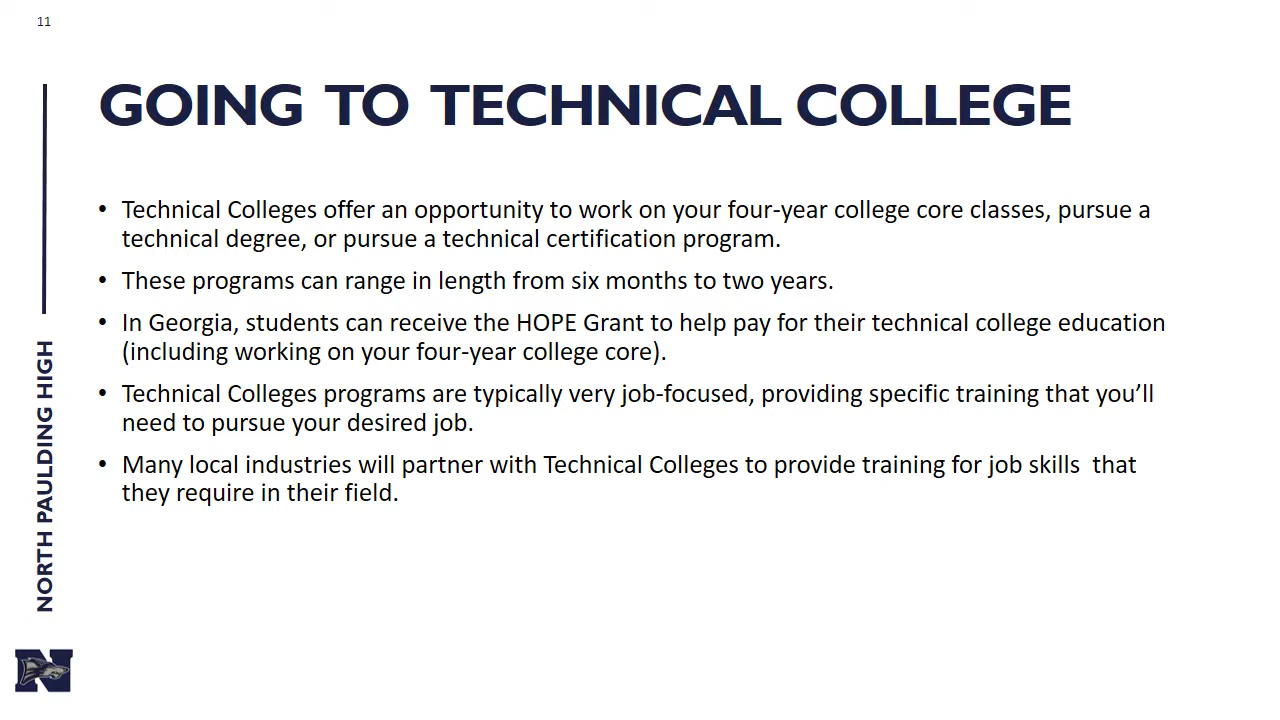 11
GOING TO TECHNICAL COLLEGE
• Technical Colleges offer an opportunity to work on your four-year college core classes, pursue a
technical degree, or pursue a technical certification program.
• These programs can range in length from six months to two years.
• In Georgia, students can receive the HOPE Grant to help pay for their technical college education
(including working on your four-year college core).
• Technical Colleges programs are typically very job-focused, providing specific training that you’ll
need to pursue your desired job.
• Many local industries will partner with Technical Colleges to provide training for job skills  that
they require in their field.
NORTH PAULDING HIGH
N